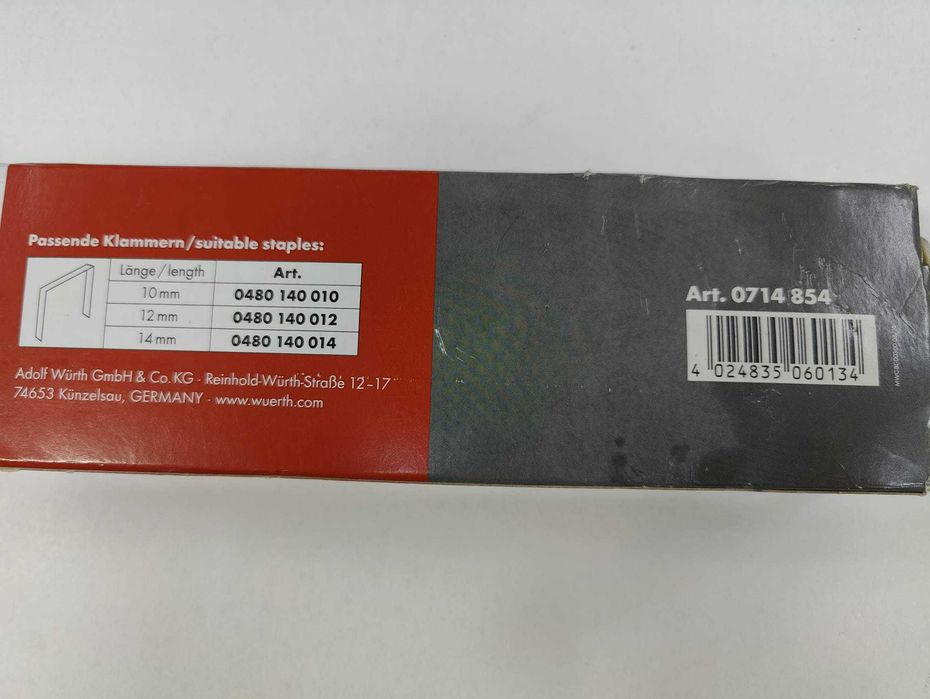 Passende Klammern/suitable staples:
Länge/length Art.
10 mm 0480 140 010
12 mm 0480 140 012
14 mm 0480 140 014
Adolf Würth GmbH & Co. KG · Reinhold-Würth-Straße 12-17
74653 Künzelsau, GERMANY · www.wuerth.com
Art. 0714 854
4 024835 060134